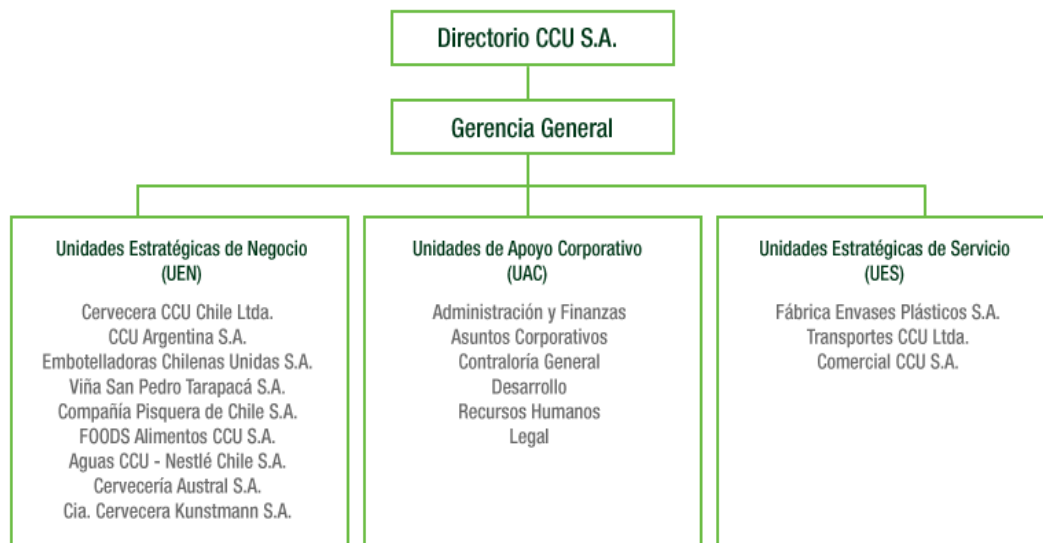 Directorio CCU S.A.
Gerencia General
Unidades Estratégicas de Negocio
(UEN)
Cervecera CCU Chile Ltda.
CCU Argentina S.A.
Embotelladoras Chilenas Unidas S.A.
Viña San Pedro Tarapacá S.A.
Compañía Pisquera de Chile S.A.
FOODS Alimentos CCU S.A.
Aguas CCU - Nestlé Chile S.A.
Cervecería Austral S.A.
Cia. Cervecera Kunstmann S.A.
Unidades de Apoyo Corporativo
(UAC)
Administración y Finanzas
Asuntos Corporativos
Contraloría General
Desarrollo
Recursos Humanos
Legal
Unidades Estratégicas de Servicio
(UES)
Fábrica Envases Plásticos S.A.
Transportes CCU Ltda.
Comercial CCU S.A.